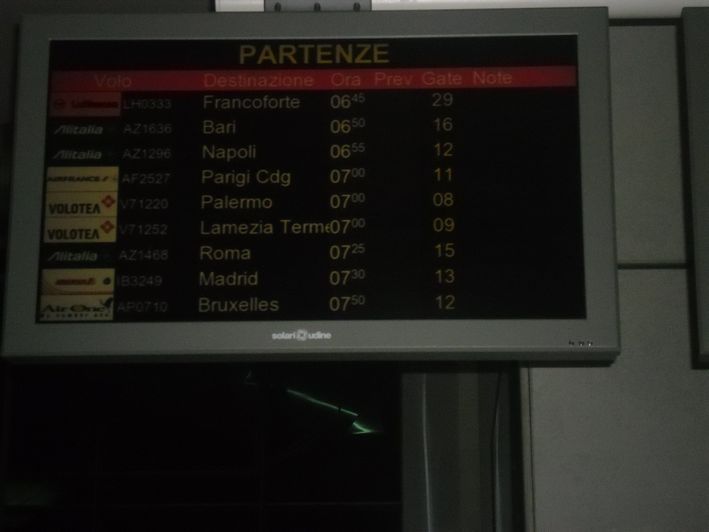 PARTENZE
Volo Destinazione Ora Prev Gate Note
Lufthansa LH0333 Francoforte 06 45 29
Alitalia AZ1636 Bari 06 50 16
Alitalia AZ1296 Napoli 06 55 12
AIRFRANCE AF2527 Parigi Cdg 07 00 11
VOLOTEA V71220 Palermo 07 00 08
VOLOTEA V71252 Lamezia Terme 07 00 09
Alitalia AZ1468 Roma 07 25 15
IB3249 Madrid 07 30 13
Air One AP0710 Bruxelles 07 50 12
solari udine